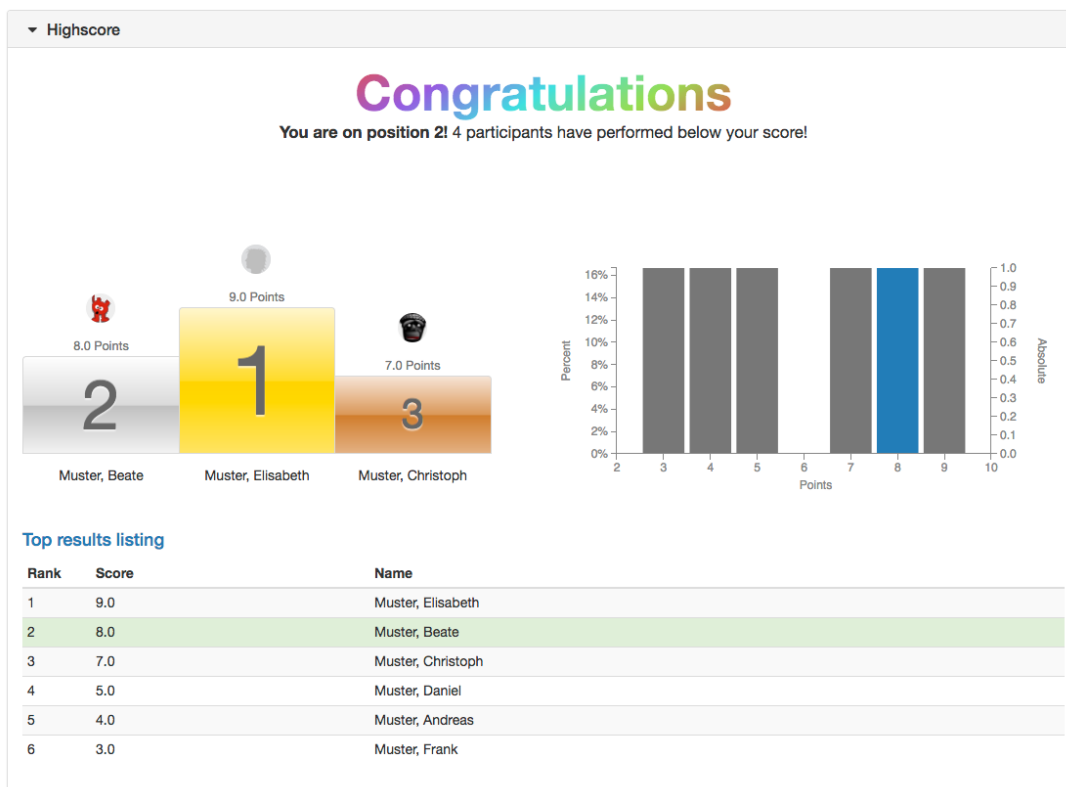 Highscore
Congratulations
You are on position 2! 4 participants have performed below your score!
9.0 Points
8.0 Points
7.0 Points
1
2
3
Muster, Beate
Muster, Elisabeth
Muster, Christoph
Percent
16%
14%
12%
10%
8%
6%
4%
2%
0%
2 3 4 5 6 7 8 9 10
Points
1.0
0.9
0.8
0.7
0.6
0.5
0.4
0.3
0.2
0.1
0.0
Absolute
Top results listing
Rank Score Name
1 9.0 Muster, Elisabeth
2 8.0 Muster, Beate
3 7.0 Muster, Christoph
4 5.0 Muster, Daniel
5 4.0 Muster, Andreas
6 3.0 Muster, Frank